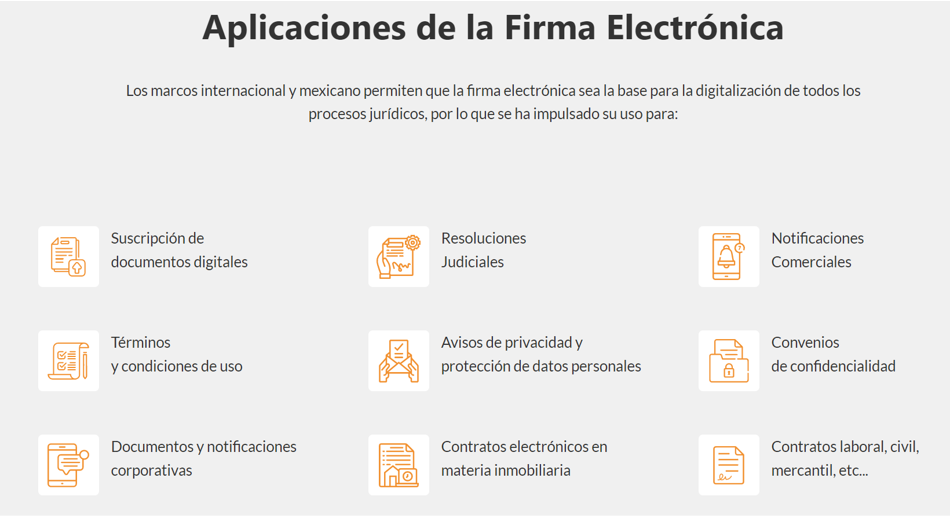 Aplicaciones de la Firma Electrónica
Los marcos internacional y mexicano permiten que la firma electrónica sea la base para la digitalización de todos los
procesos jurídicos, por lo que se ha impulsado su uso para:
Suscripción de
documentos digitales
Resoluciones
Judiciales
Notificaciones
Comerciales
Términos
y condiciones de uso
Avisos de privacidad y
protección de datos personales
Convenios
de confidencialidad
Documentos y notificaciones
corporativas
Contratos electrónicos en
materia inmobiliaria
Contratos laboral, civil,
mercantil, etc...